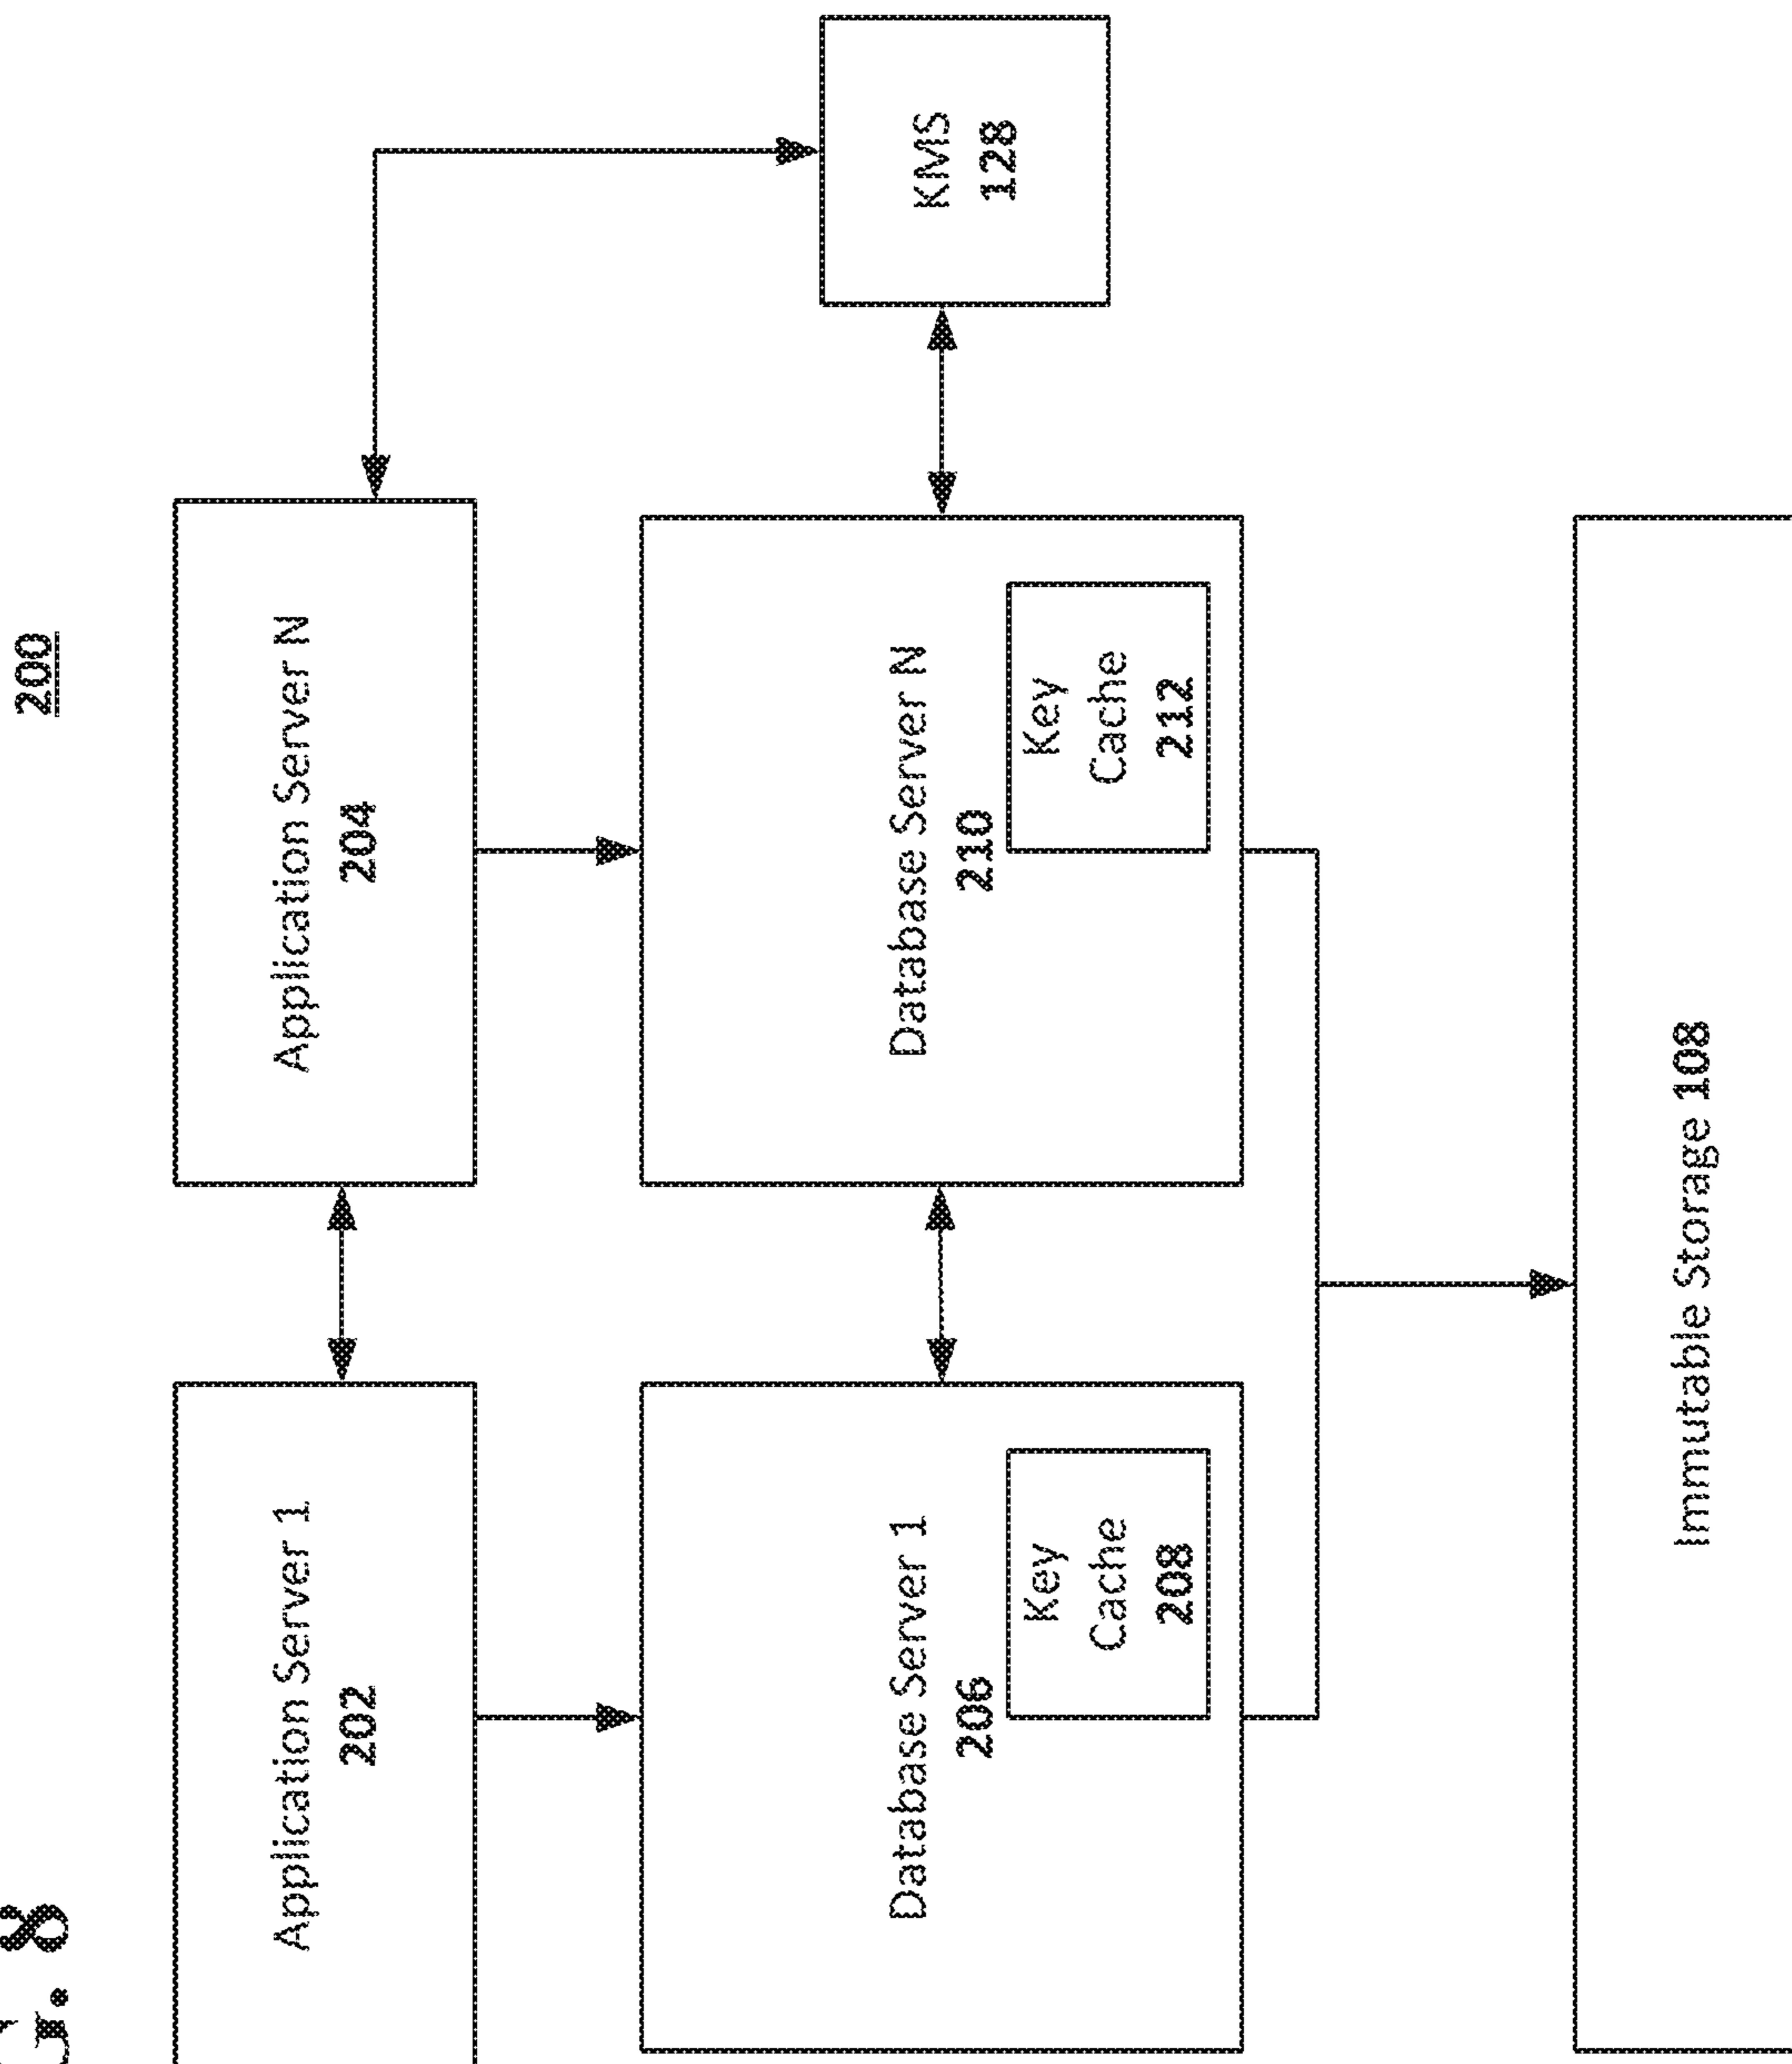 G. 8
200
Application Server 1
202
Application Server N
204
Database Server 1
206
Key
Cache
208
Database Server N
210
Key
Cache
212
KMS
128
Immutable Storage 108